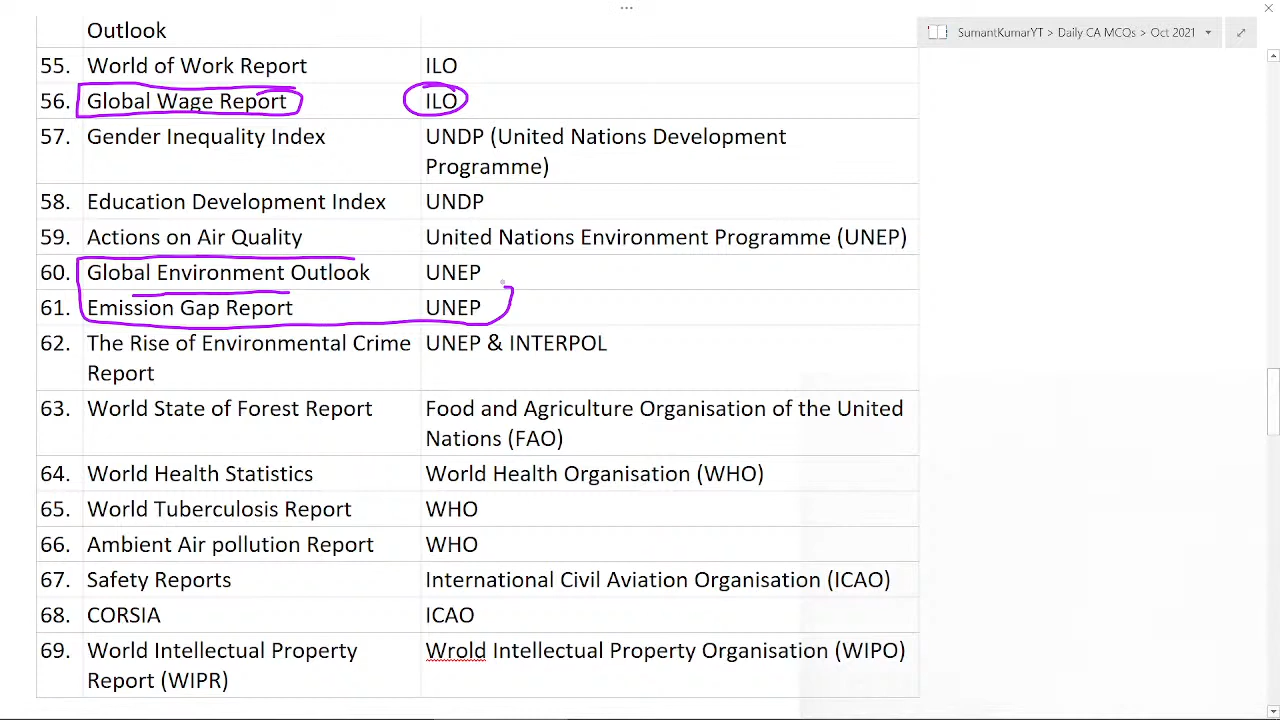 ...
SumantKumarYT > Daily CA MCQs > Oct 2021
Outlook
55. World of Work Report ILO
56. Global Wage Report ILO
57. Gender Inequality Index UNDP (United Nations Development
Programme)
58. Education Development Index UNDP
59. Actions on Air Quality United Nations Environment Programme (UNEP)
60. Global Environment Outlook UNEP
61. Emission Gap Report UNEP
62. The Rise of Environmental Crime UNEP & INTERPOL
Report
63. World State of Forest Report Food and Agriculture Organisation of the United
Nations (FAO)
64. World Health Statistics World Health Organisation (WHO)
65. World Tuberculosis Report WHO
66. Ambient Air pollution Report WHO
67. Safety Reports International Civil Aviation Organisation (ICAO)
68. CORSIA ICAO
69. World Intellectual Property Wrold Intellectual Property Organisation (WIPO)
Report (WIPR)